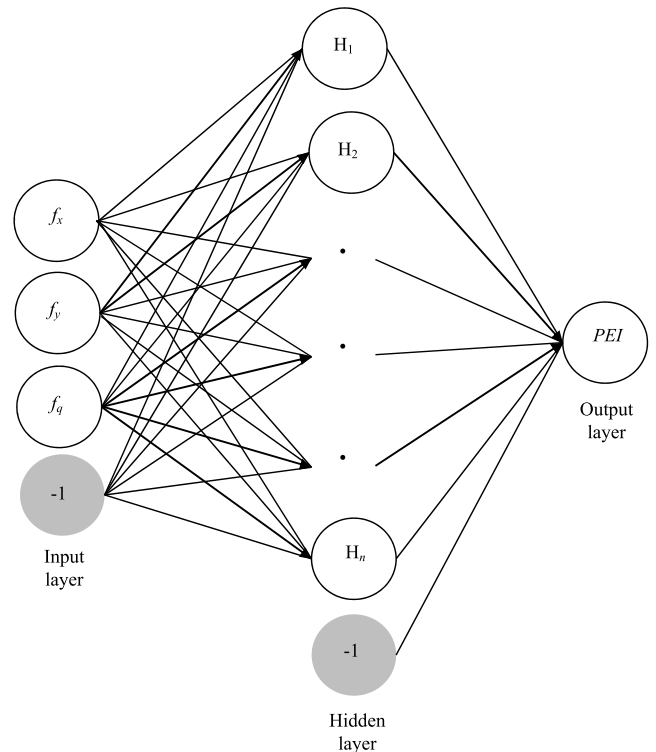 H1
H2
fx
fy
fq
-1
Input
layer
Hn
-1
Hidden
layer
PEI
Output
layer